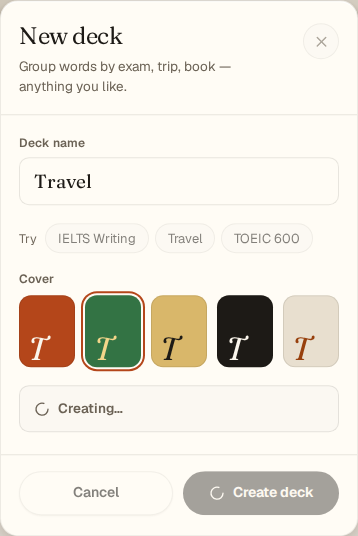 New deck
Group words by exam, trip, book —
anything you like.
Deck name
Travel
Try IELTS Writing Travel TOEIC 600
Cover
T T T T T
Creating...
Cancel Create deck